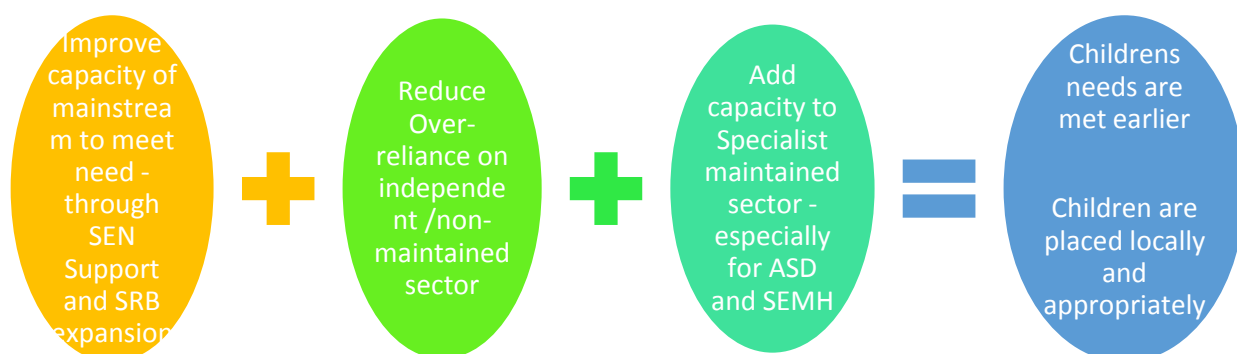 Improve
capacity of
mainstrea
m to meet
need -
through
SEN
Support
and SRB
expansion
Reduce
Over-
reliance on
independe
nt /non-
maintained
sector
Add
capacity to
Specialist
maintained
sector -
especially
for ASD
and SEMH
Childrens
needs are
met earlier
Children are
placed locally
and
appropriately